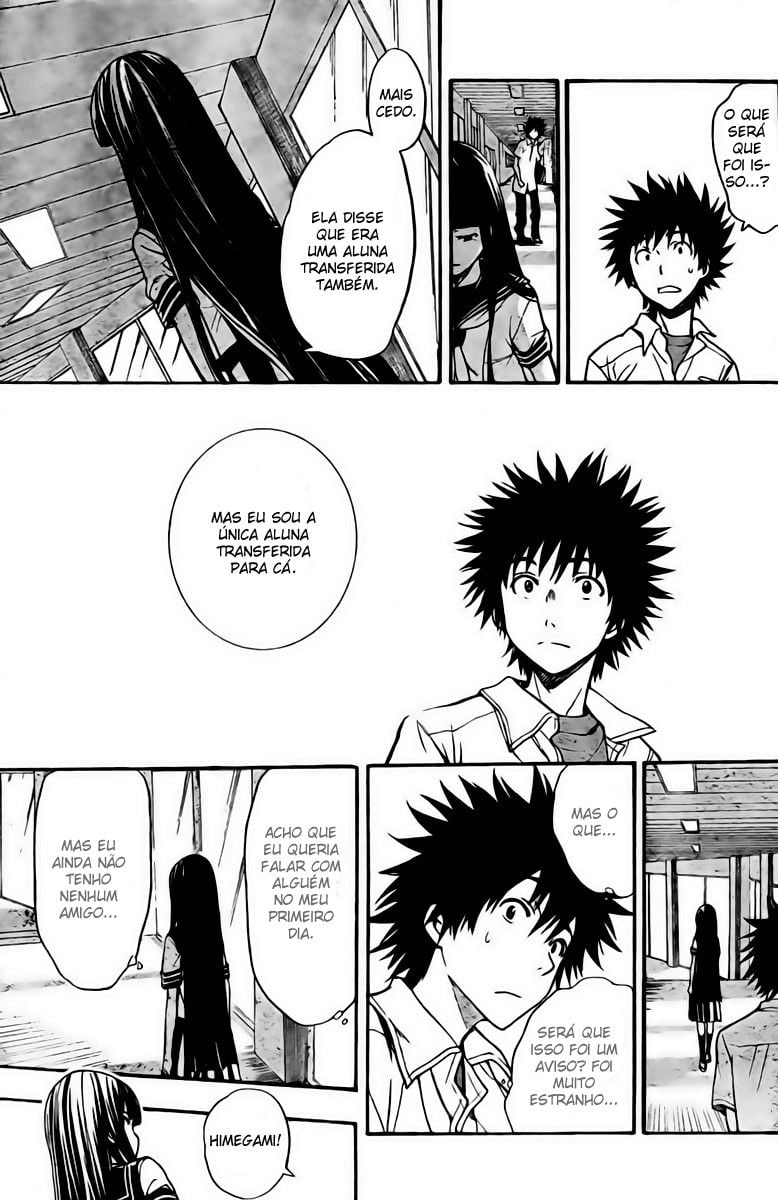 O QUE
SERÁ
QUE
FOI IS-
SO...?
MAIS
CEDO.
ELA DISSE
QUE ERA
UMA ALUNA
TRANSFERIDA
TAMBÉM.
MAS EU SOU A
ÚNICA ALUNA
TRANSFERIDA
PARA CÁ.
MAS O
QUE...
SERÁ QUE
ISSO FOI UM
AVISO? FOI
MUITO
ESTRANHO...
ACHO QUE
EU QUERIA
FALAR COM
ALGUÉM
NO MEU
PRIMEIRO
DIA.
MAS EU
AINDA NÃO
TENHO
NENHUM
AMIGO...
HIMEGAMI!